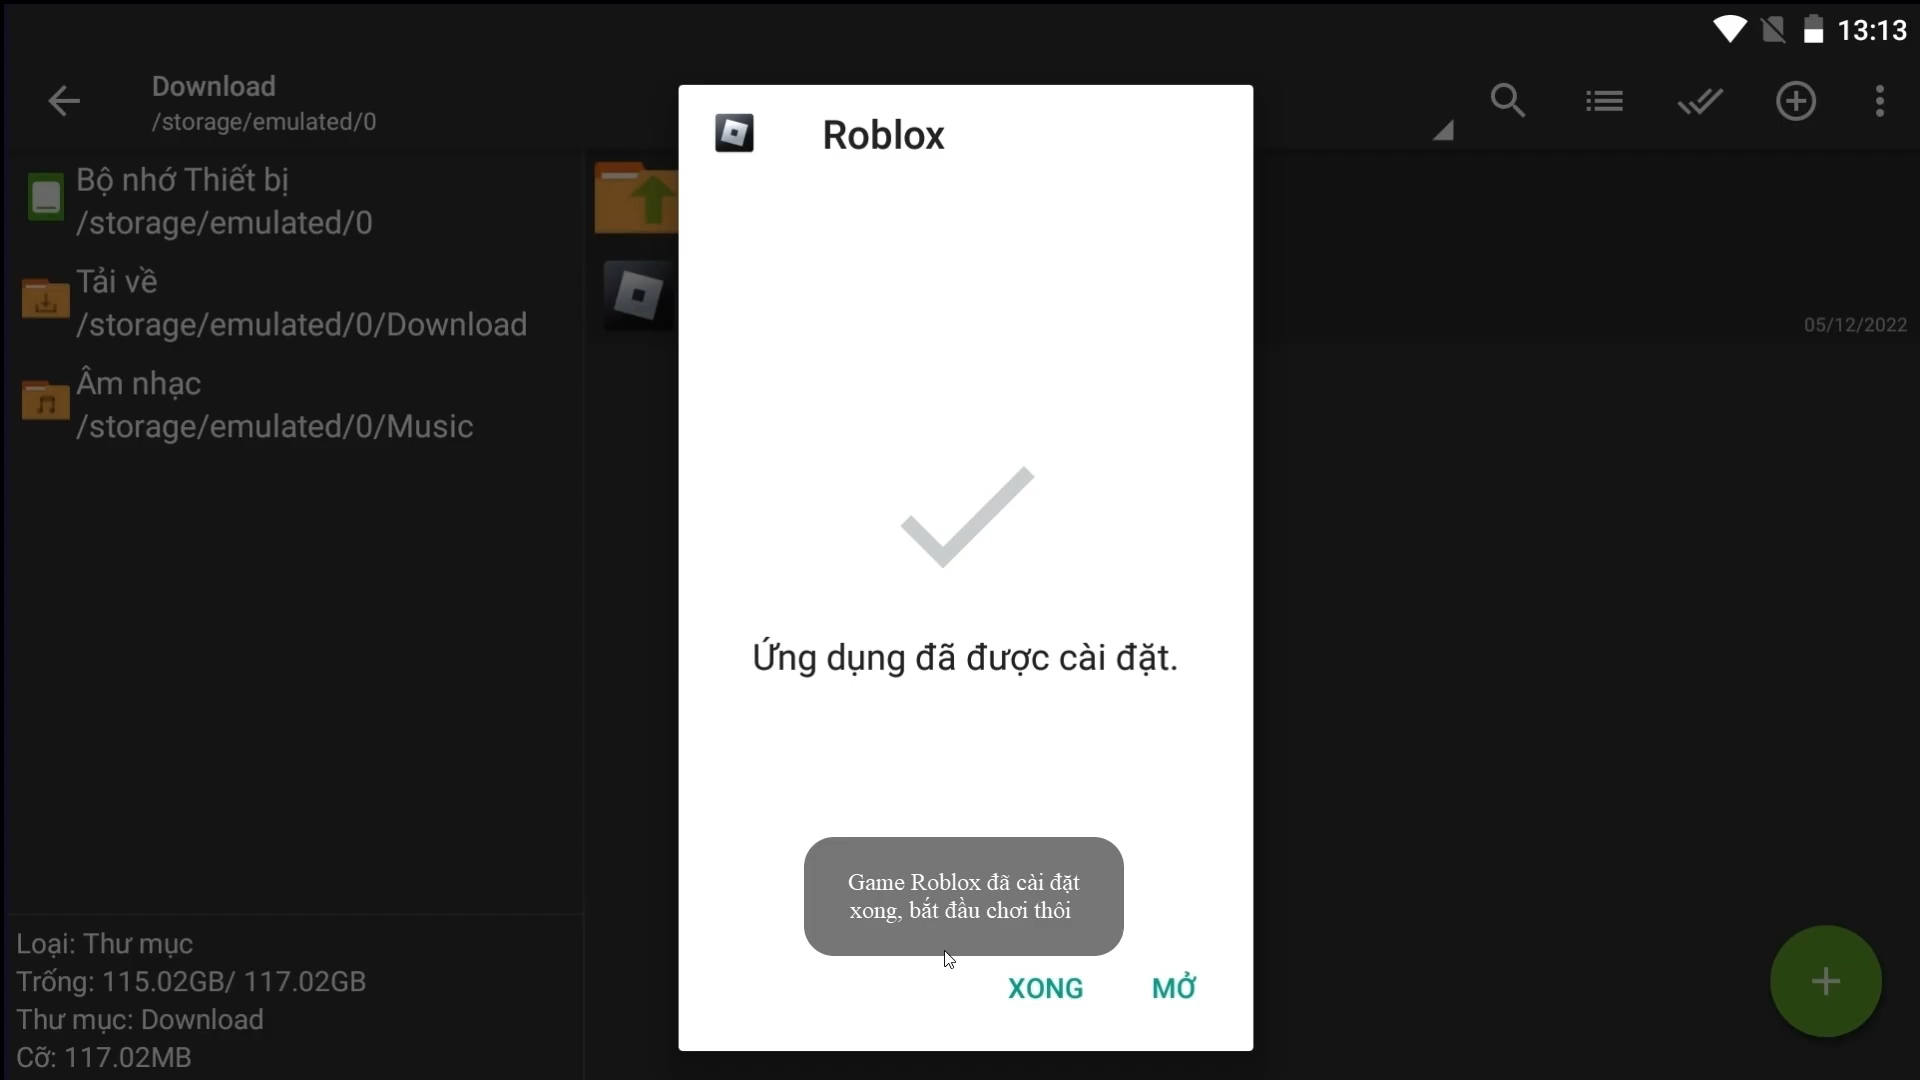 13:13
Download
/storage/emulated/0
Bộ nhớ Thiết bị
/storage/emulated/0
Tải về
/storage/emulated/0/Download
Âm nhạc
/storage/emulated/0/Music
Roblox
05/12/2022
Ứng dụng đã được cài đặt.
Game Roblox đã cài đặt
xong, bắt đầu chơi thôi
XONG MỞ
Loại: Thư mục
Trống: 115.02GB/ 117.02GB
Thư mục: Download
Cỡ: 117.02MB